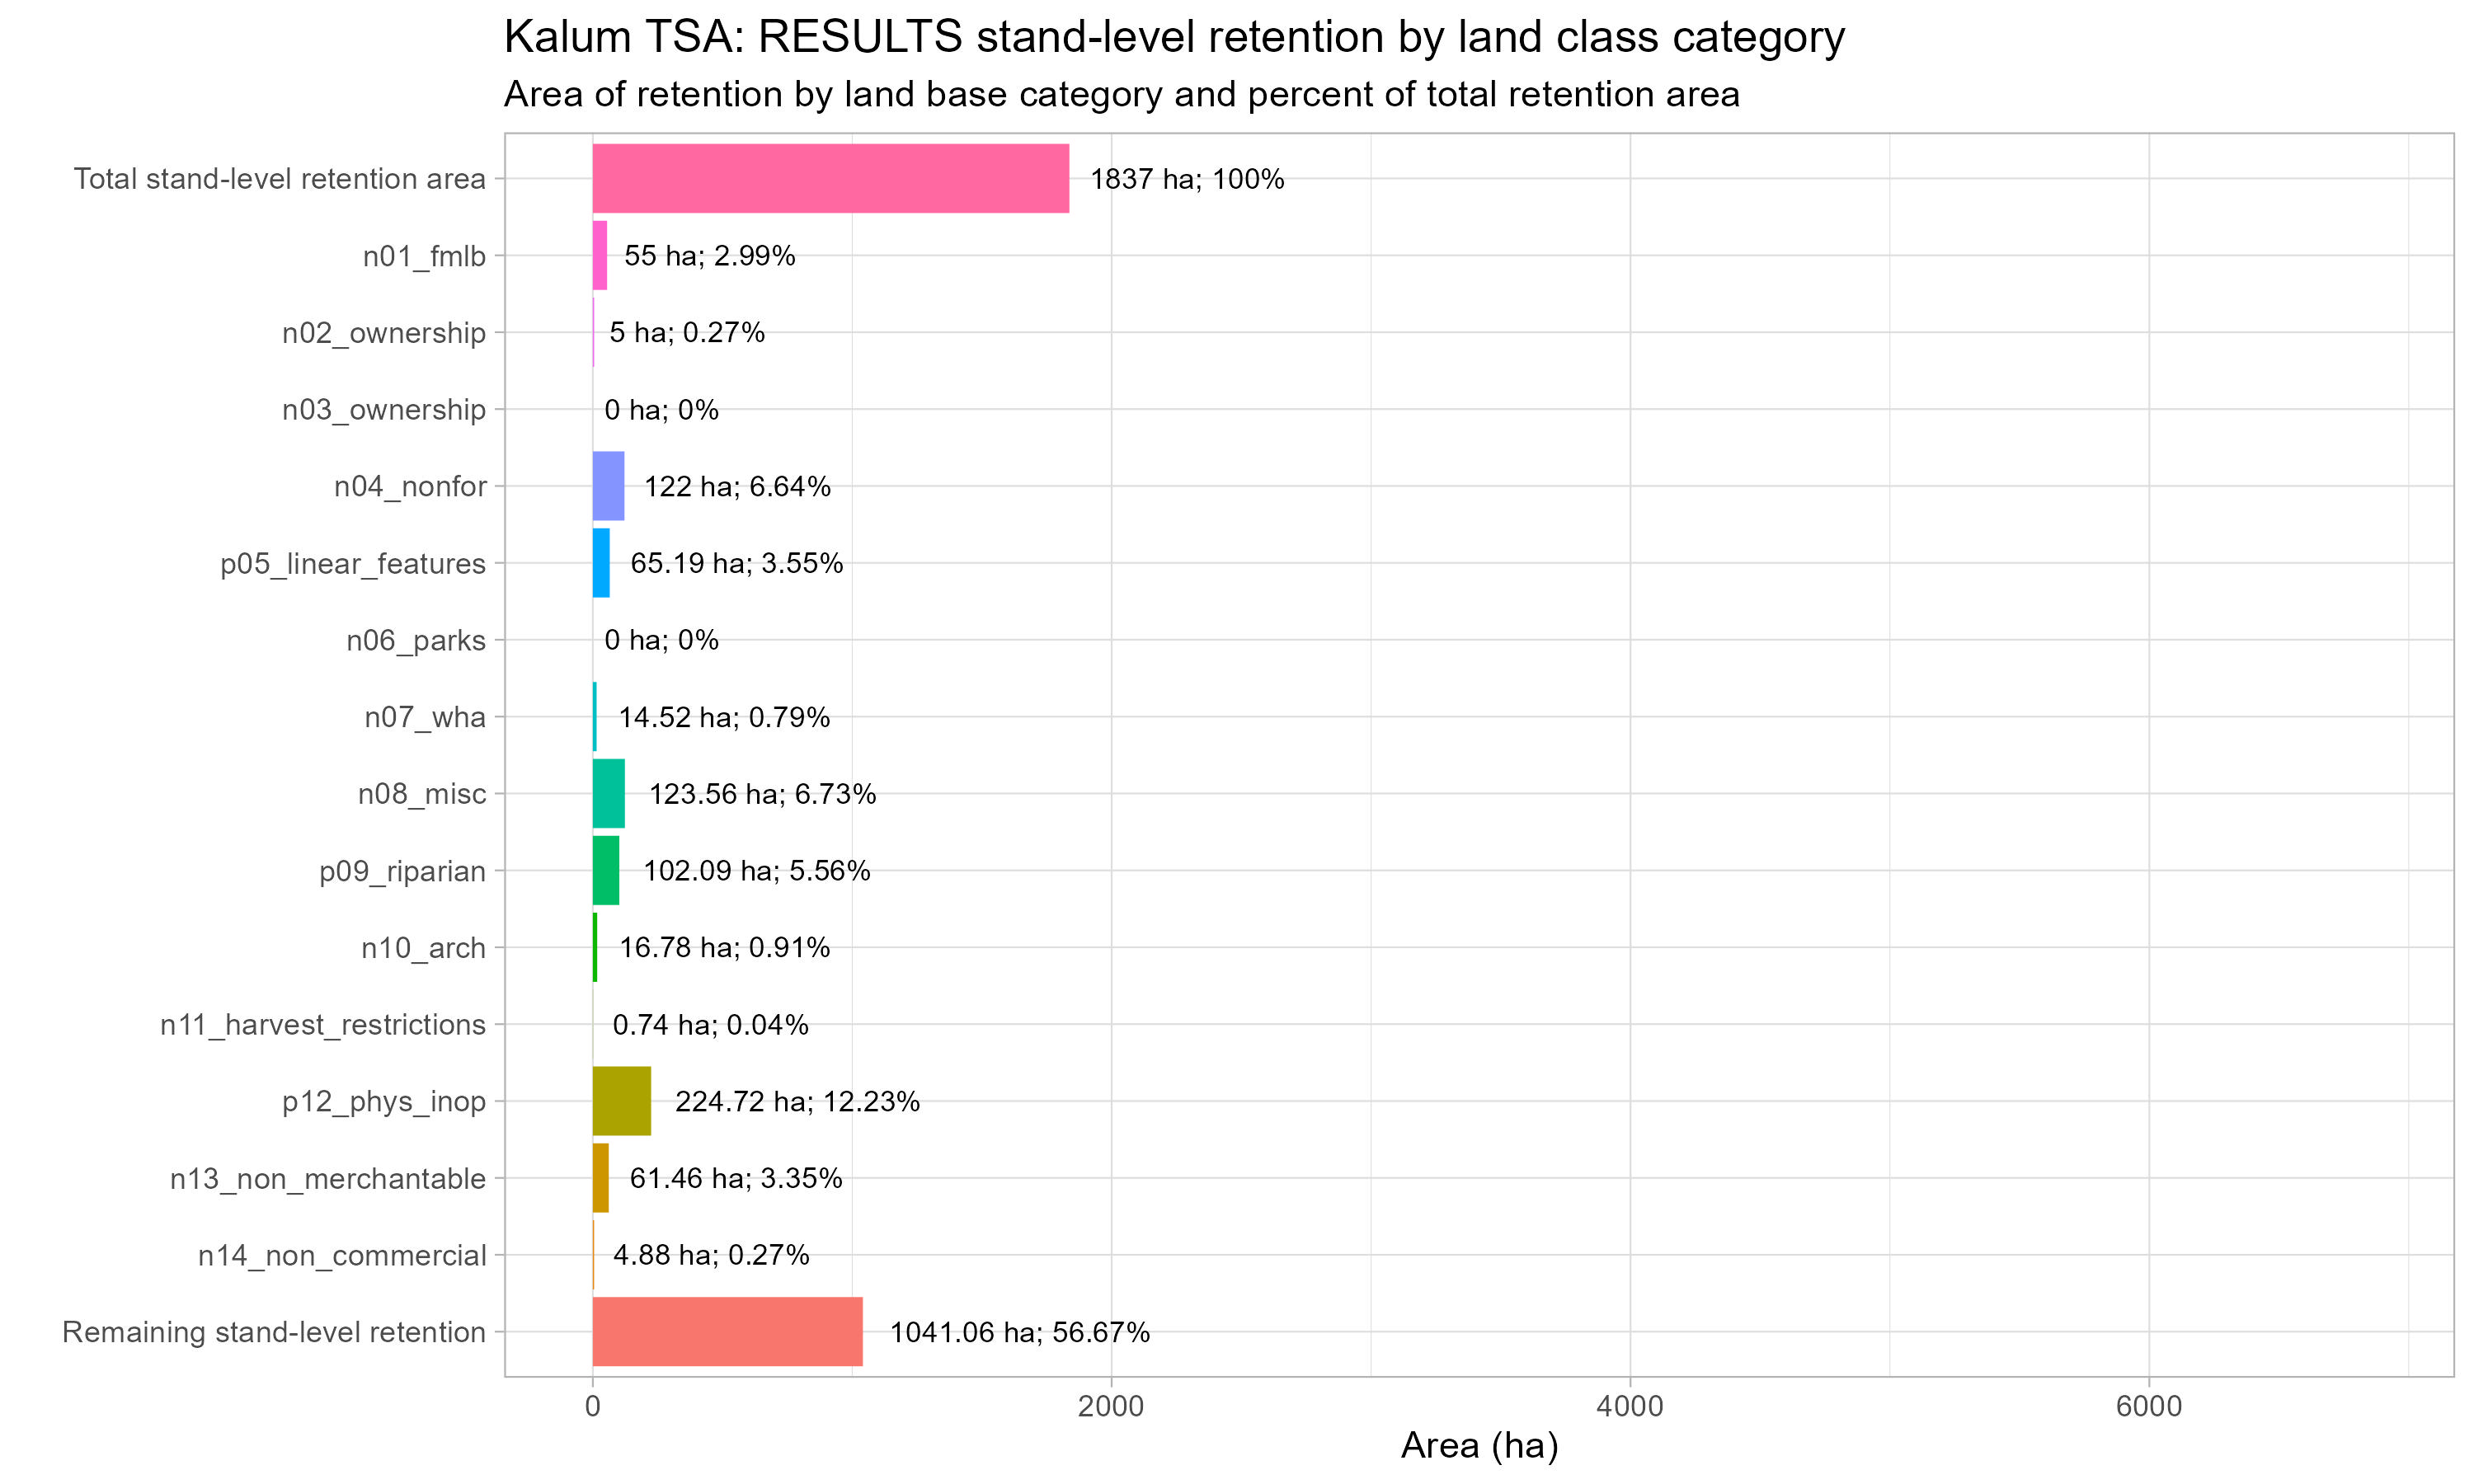 Kalum TSA: RESULTS stand-level retention by land class category
Area of retention by land base category and percent of total retention area
Total stand-level retention area 1837 ha; 100%
n01_fmlb 55 ha; 2.99%
n02_ownership 5 ha; 0.27%
n03_ownership 0 ha; 0%
n04_nonfor 122 ha; 6.64%
p05_linear_features 65.19 ha; 3.55%
n06_parks 0 ha; 0%
n07_wha 14.52 ha; 0.79%
n08_misc 123.56 ha; 6.73%
p09_riparian 102.09 ha; 5.56%
n10_arch 16.78 ha; 0.91%
n11_harvest_restrictions 0.74 ha; 0.04%
p12_phys_inop 224.72 ha; 12.23%
n13_non_merchantable 61.46 ha; 3.35%
n14_non_commercial 4.88 ha; 0.27%
Remaining stand-level retention 1041.06 ha; 56.67%
0 2000 4000 6000
Area (ha)